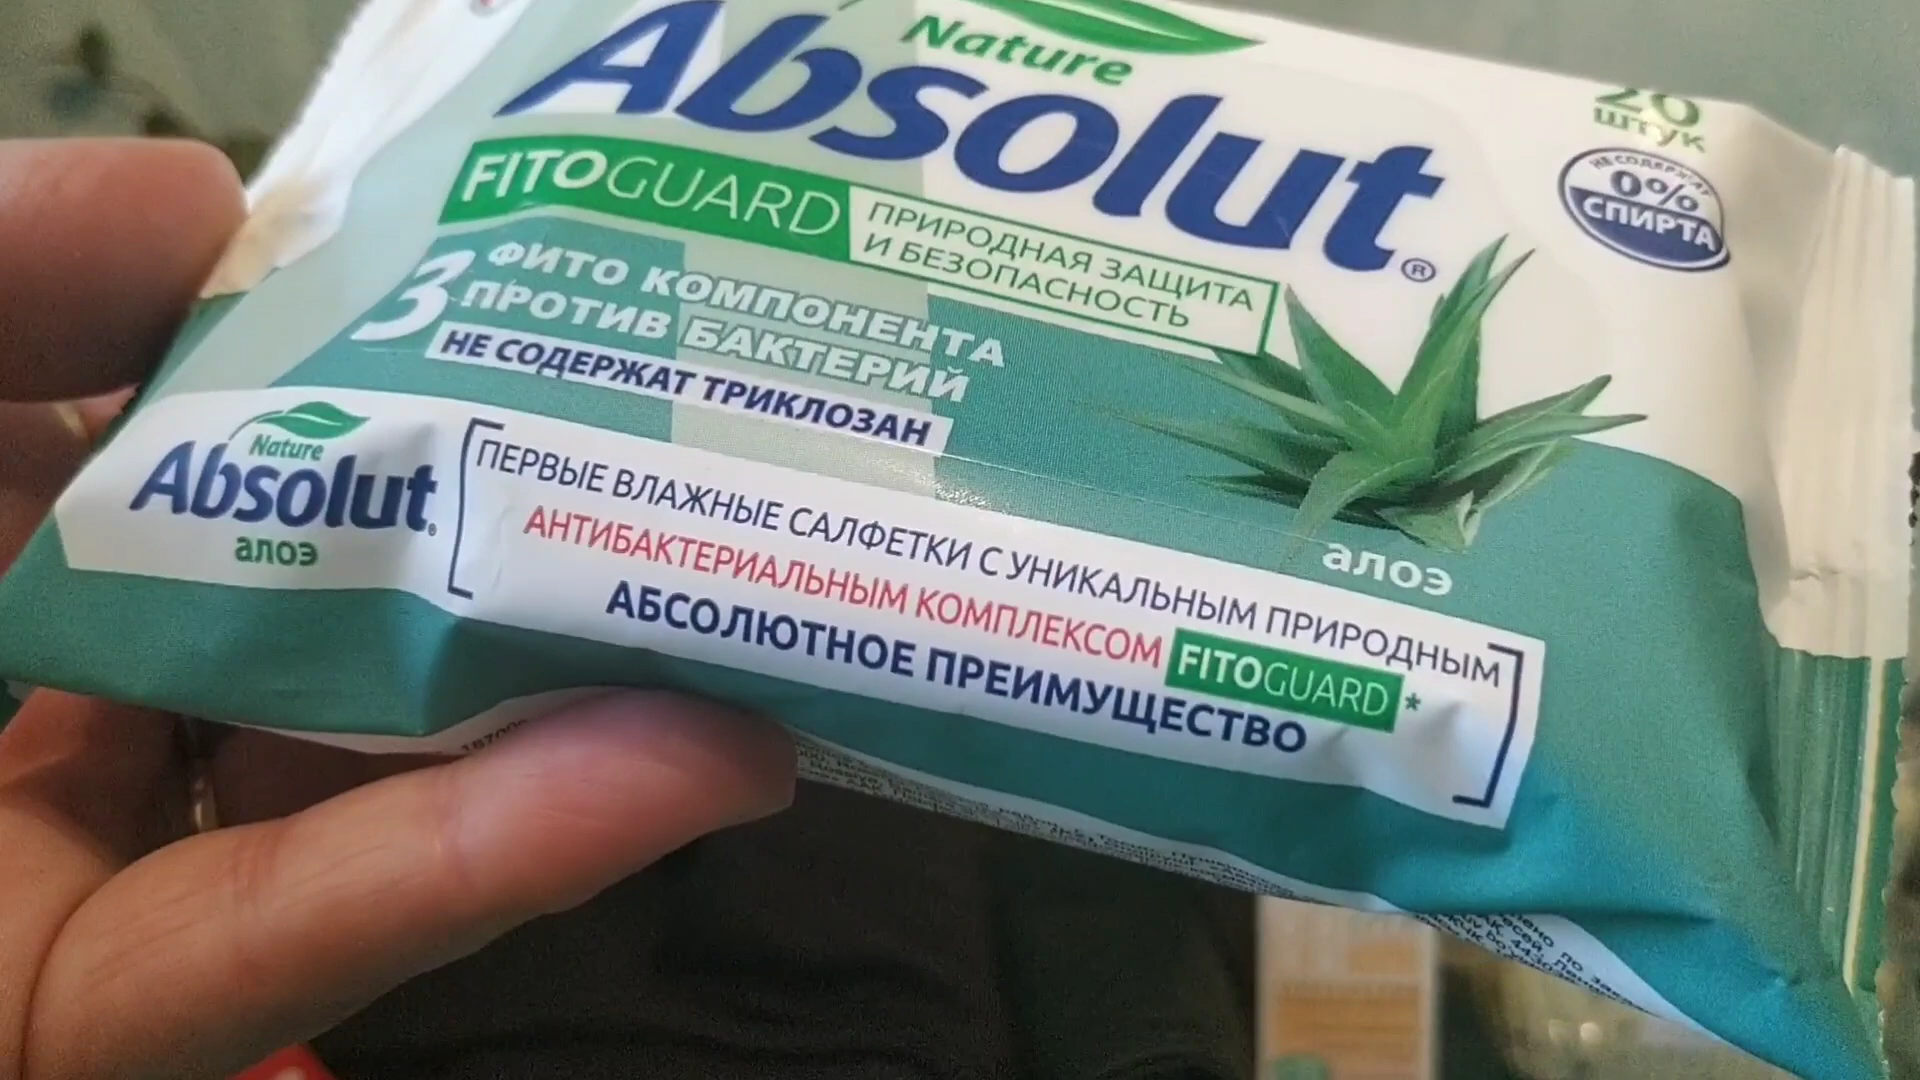 Nature
Absolut®
20
штук
НЕ СОДЕРЖАТ
0%
СПИРТА
FITOGUARD
ПРИРОДНАЯ ЗАЩИТА
И БЕЗОПАСНОСТЬ
3 ФИТО КОМПОНЕНТА
ПРОТИВ БАКТЕРИЙ
НЕ СОДЕРЖАТ ТРИКЛОЗАН
алоэ
Nature
Absolut®
алоэ
ПЕРВЫЕ ВЛАЖНЫЕ САЛФЕТКИ С УНИКАЛЬНЫМ ПРИРОДНЫМ
АНТИБАКТЕРИАЛЬНЫМ КОМПЛЕКСОМ FITOGUARD*
АБСОЛЮТНОЕ ПРЕИМУЩЕСТВО